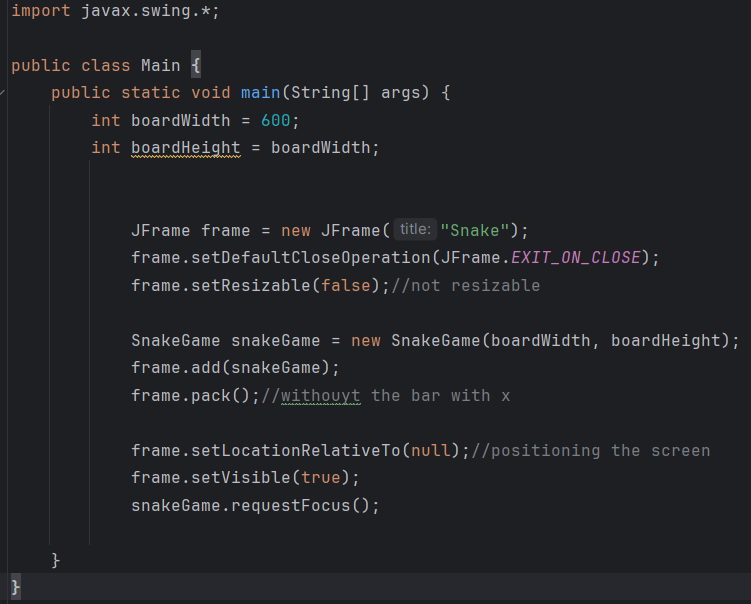 import javax.swing.*;
public class Main {
public static void main(String[] args) {
int boardWidth = 600;
int boardHeight = boardWidth;
JFrame frame = new JFrame( title: "Snake");
frame.setDefaultCloseOperation(JFrame.EXIT_ON_CLOSE);
frame.setResizable(false);//not resizable
SnakeGame snakeGame = new SnakeGame(boardWidth, boardHeight);
frame.add(snakeGame);
frame.pack();//withouyt the bar with x
frame.setLocationRelativeTo(null);//positioning the screen
frame.setVisible(true);
snakeGame.requestFocus();
}
}